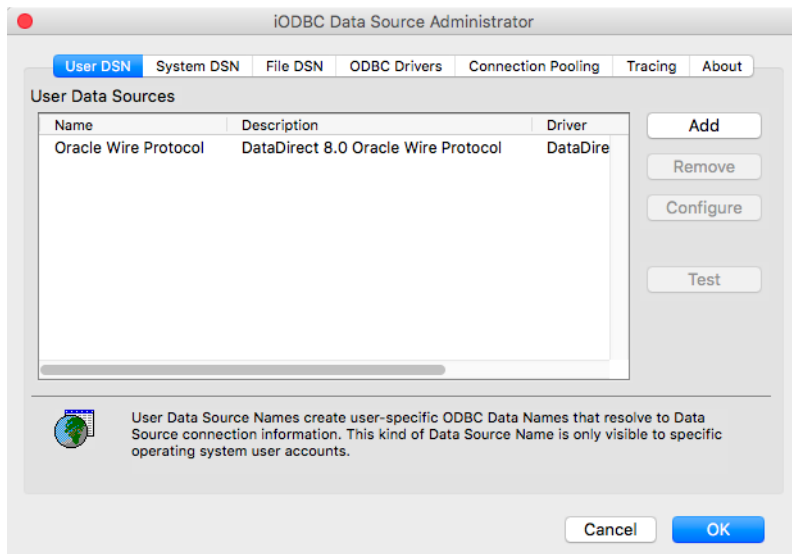 iODBC Data Source Administrator
User DSN System DSN File DSN ODBC Drivers Connection Pooling Tracing About
User Data Sources
Name Description Driver
Oracle Wire Protocol DataDirect 8.0 Oracle Wire Protocol DataDire
Add
Remove
Configure
Test
User Data Source Names create user-specific ODBC Data Names that resolve to Data
Source connection information. This kind of Data Source Name is only visible to specific
operating system user accounts.
Cancel OK